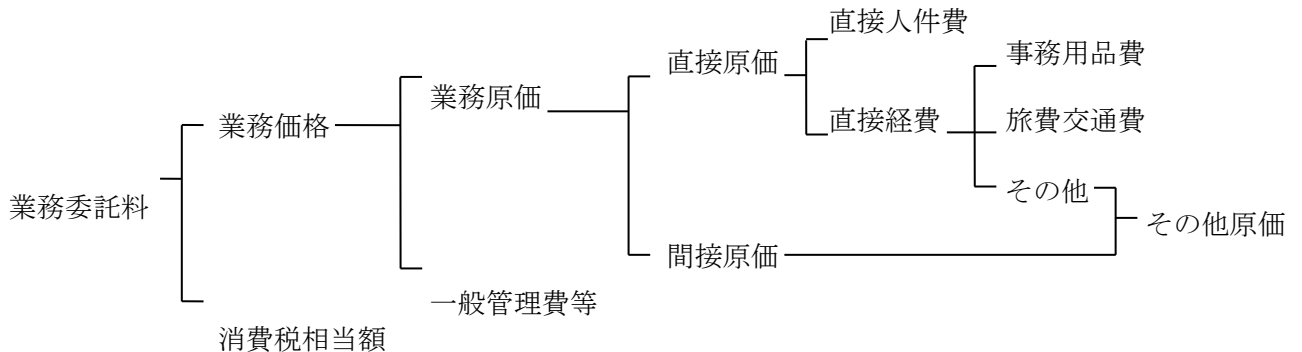 直接人件費
事務用品費
直接原価
業務原価
業務価格
直接経費
旅費交通費
業務委託料
その他
その他原価
間接原価
一般管理費等
消費税相当額